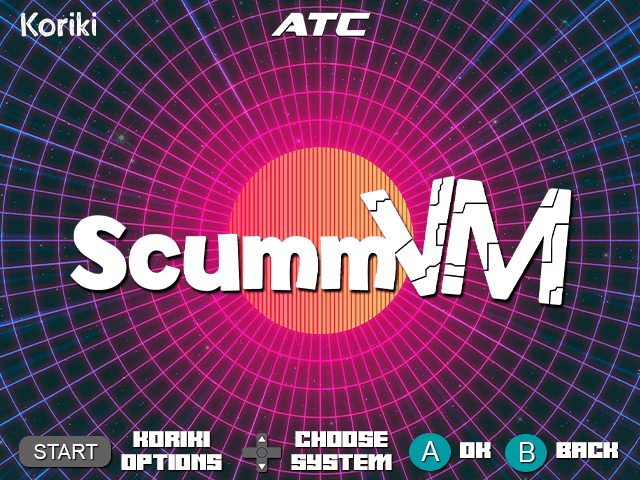 Koriki
ATC
ScummVM
START
KORIKI
OPTIONS
CHOOSE
SYSTEM
A
OK
B
BACK